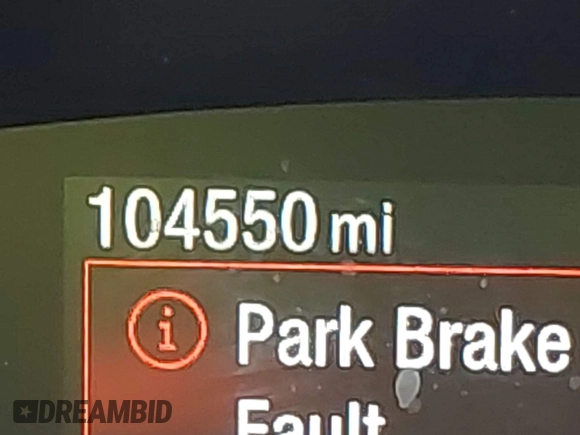 104550 mi
Park Brake
Fault
DREAMBID